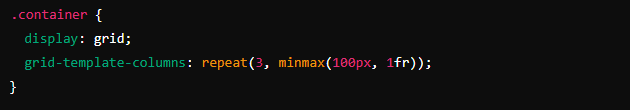 .container {
  display: grid;
  grid-template-columns: repeat(3, minmax(100px, 1fr));
}